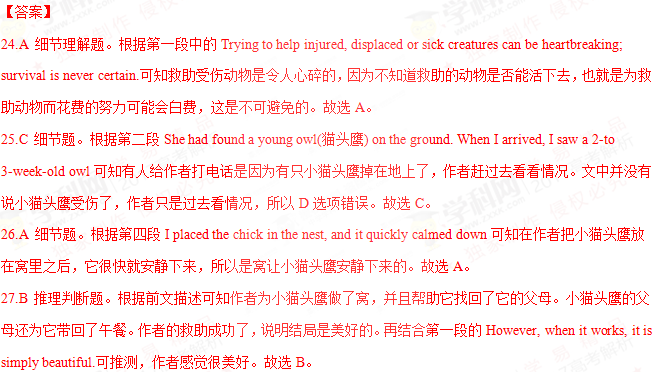 【答案】
24.A 细节理解题。根据第一段中的 Trying to help injured, displaced or sick creatures can be heartbreaking;
survival is never certain.可知救助受伤动物是令人心碎的，因为不知道救助的动物是否能活下去，也就是为救
助动物而花费的努力可能会白费，这是不可避免的。故选 A。
25.C 细节题。根据第二段 She had found a young owl(猫头鹰) on the ground. When I arrived, I saw a 2-to
3-week-old owl 可知有人给作者打电话是因为有只小猫头鹰掉在地上了，作者赶过去看看情况。文中并没有
说小猫头鹰受伤了，作者只是过去看情况，所以 D 选项错误。故选 C。
26.A 细节题。根据第四段 I placed the chick in the nest, and it quickly calmed down 可知在作者把小猫头鹰放
在窝里之后，它很快就安静下来，所以是窝让小猫头鹰安静下来的。故选 A。
27.B 推理判断题。根据前文描述可知作者为小猫头鹰做了窝，并且帮助它找回了它的父母。小猫头鹰的父
母还为它带回了午餐。作者的救助成功了，说明结局是美好的。再结合第一段的 However, when it works, it is
simply beautiful.可推测，作者感觉很美好。故选 B。